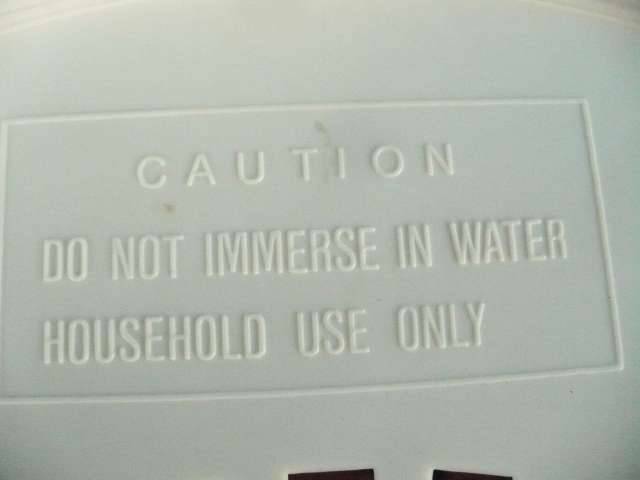 CAUTION
DO NOT IMMERSE IN WATER
HOUSEHOLD USE ONLY